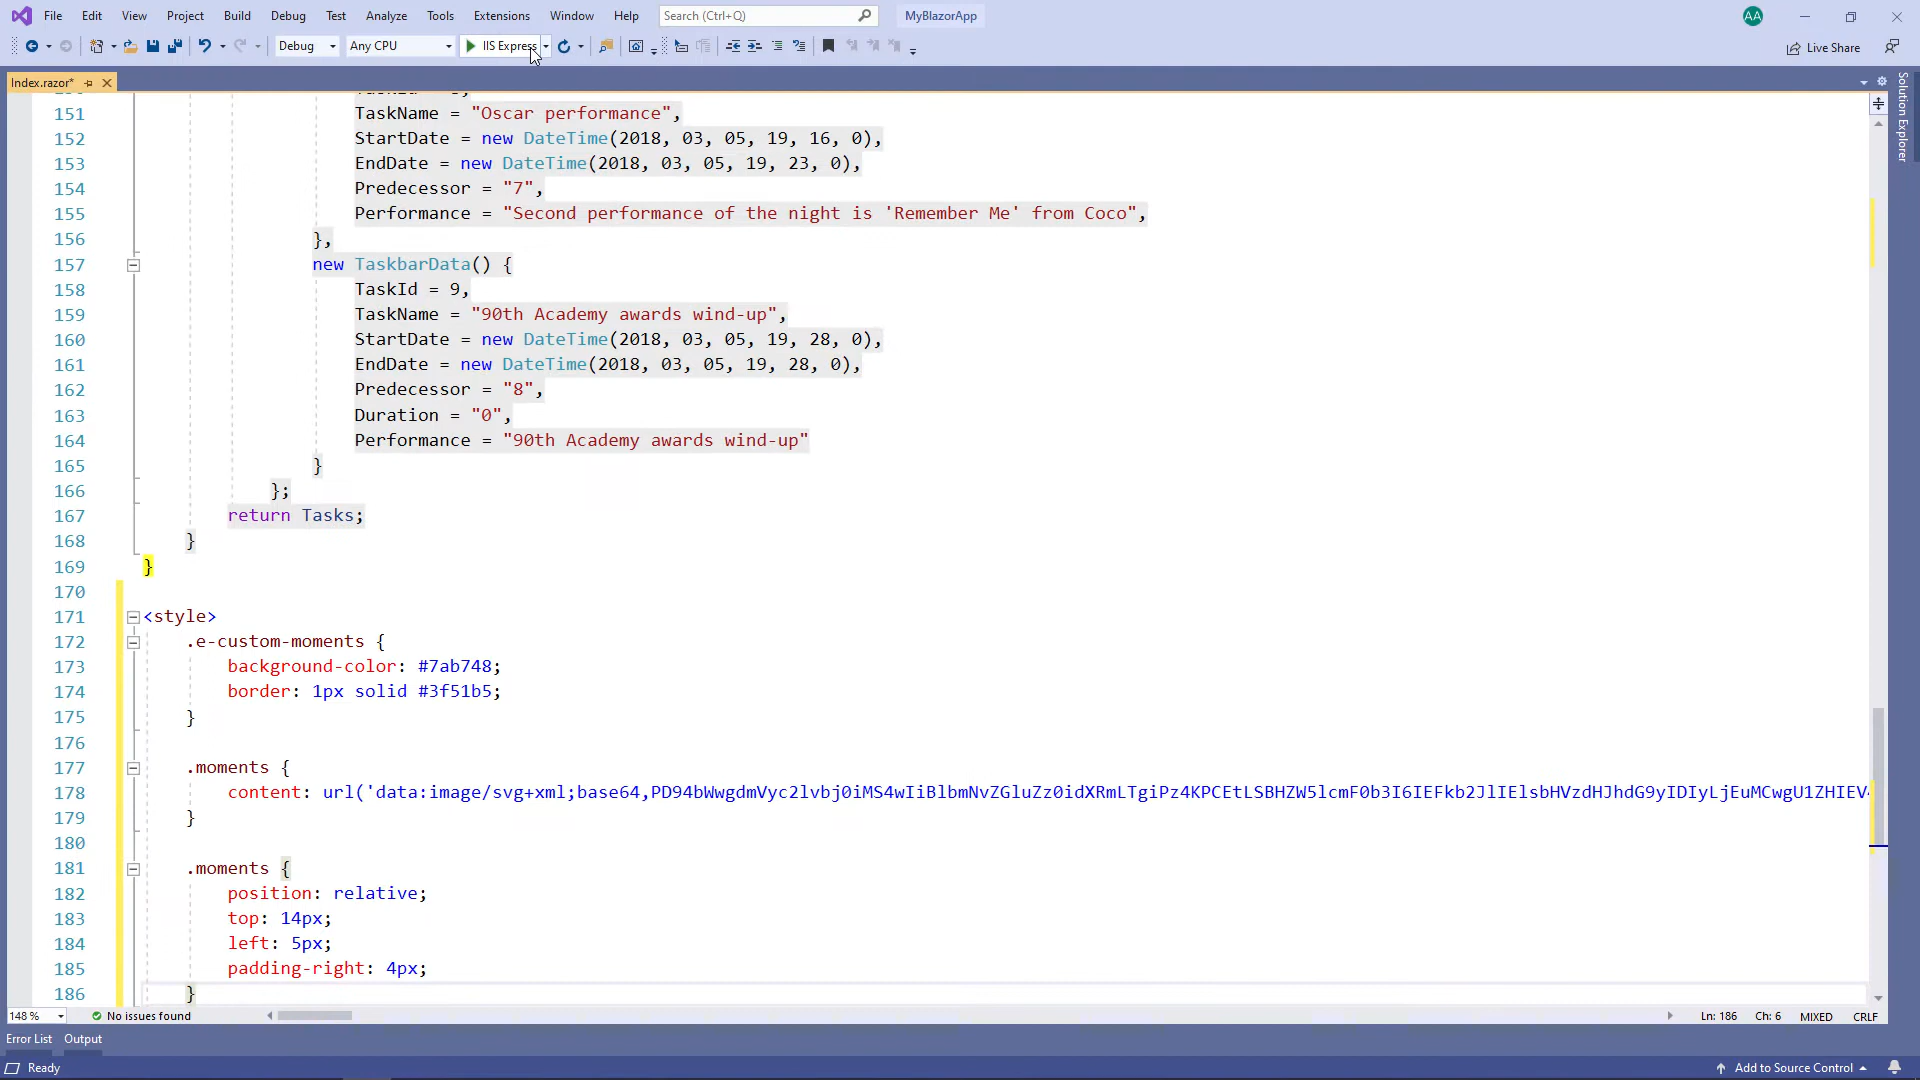 File Edit View Project Build Debug Test Analyze Tools Extensions Window Help Search (Ctrl+Q) MyBlazorApp AA
Debug Any CPU IIS Express Live Share
Index.razor*
Solution Explorer
151 TaskName = "Oscar performance",
152 StartDate = new DateTime(2018, 03, 05, 19, 16, 0),
153 EndDate = new DateTime(2018, 03, 05, 19, 23, 0),
154 Predecessor = "7",
155 Performance = "Second performance of the night is 'Remember Me' from Coco",
156 },
157 new TaskbarData() {
158 TaskId = 9,
159 TaskName = "90th Academy awards wind-up",
160 StartDate = new DateTime(2018, 03, 05, 19, 28, 0),
161 EndDate = new DateTime(2018, 03, 05, 19, 28, 0),
162 Predecessor = "8",
163 Duration = "0",
164 Performance = "90th Academy awards wind-up"
165 }
166 };
167 return Tasks;
168 }
169 }
170
171 <style>
172 .e-custom-moments {
173 background-color: #7ab748;
174 border: 1px solid #3f51b5;
175 }
176
177 .moments {
178 content: url('data:image/svg+xml;base64,PD94bWwgdmVyc2lvbj0iMS4wIiBlbmNvZGluZz0idXRmLTgiPz4KPCEtLSBHZW5lcmF0b3I6IEFkb2JlIElsbHVzdHJhdG9yIDIyLjEuMCwgU1ZHIEV4
179 }
180
181 .moments {
182 position: relative;
183 top: 14px;
184 left: 5px;
185 padding-right: 4px;
186 }
148 % No issues found Ln: 186 Ch: 6 MIXED CRLF
Error List Output
Ready Add to Source Control